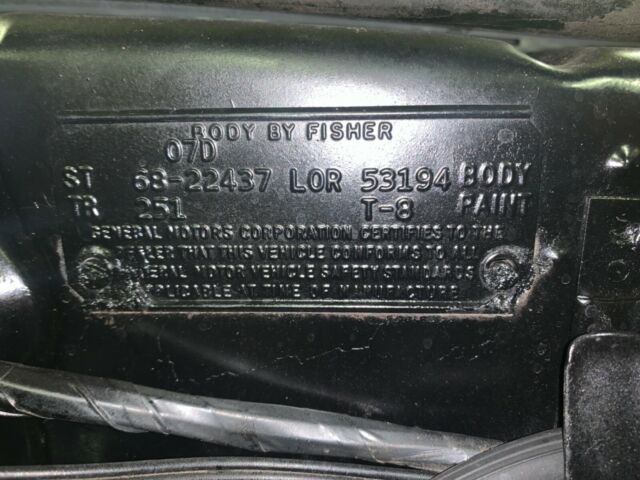 BODY BY FISHER
07D
ST 68-22437 LOR 53194 BODY
TR 251 T-8 PAINT
GENERAL MOTORS CORPORATION CERTIFIES TO THE
THAT THIS VEHICLE CONFORMS TO ALL
MOTOR VEHICLE SAFETY STANDARDS
AT TIME OF MANUFACTURE